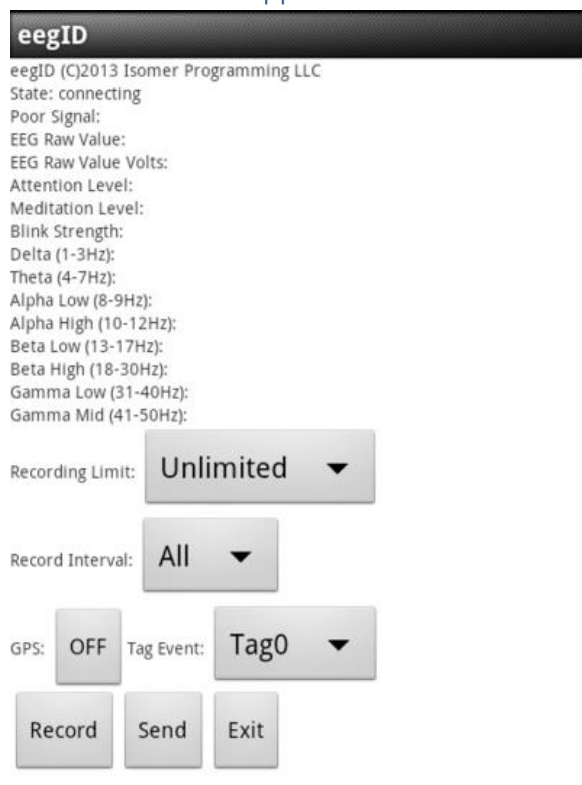 eegID
eegID (C)2013 Isomer Programming LLC
State: connecting
Poor Signal:
EEG Raw Value:
EEG Raw Value Volts:
Attention Level:
Meditation Level:
Blink Strength:
Delta (1-3Hz):
Theta (4-7Hz):
Alpha Low (8-9Hz):
Alpha High (10-12Hz):
Beta Low (13-17Hz):
Beta High (18-30Hz):
Gamma Low (31-40Hz):
Gamma Mid (41-50Hz):
Recording Limit: Unlimited
Record Interval: All
GPS: OFF Tag Event: Tag0
Record Send Exit